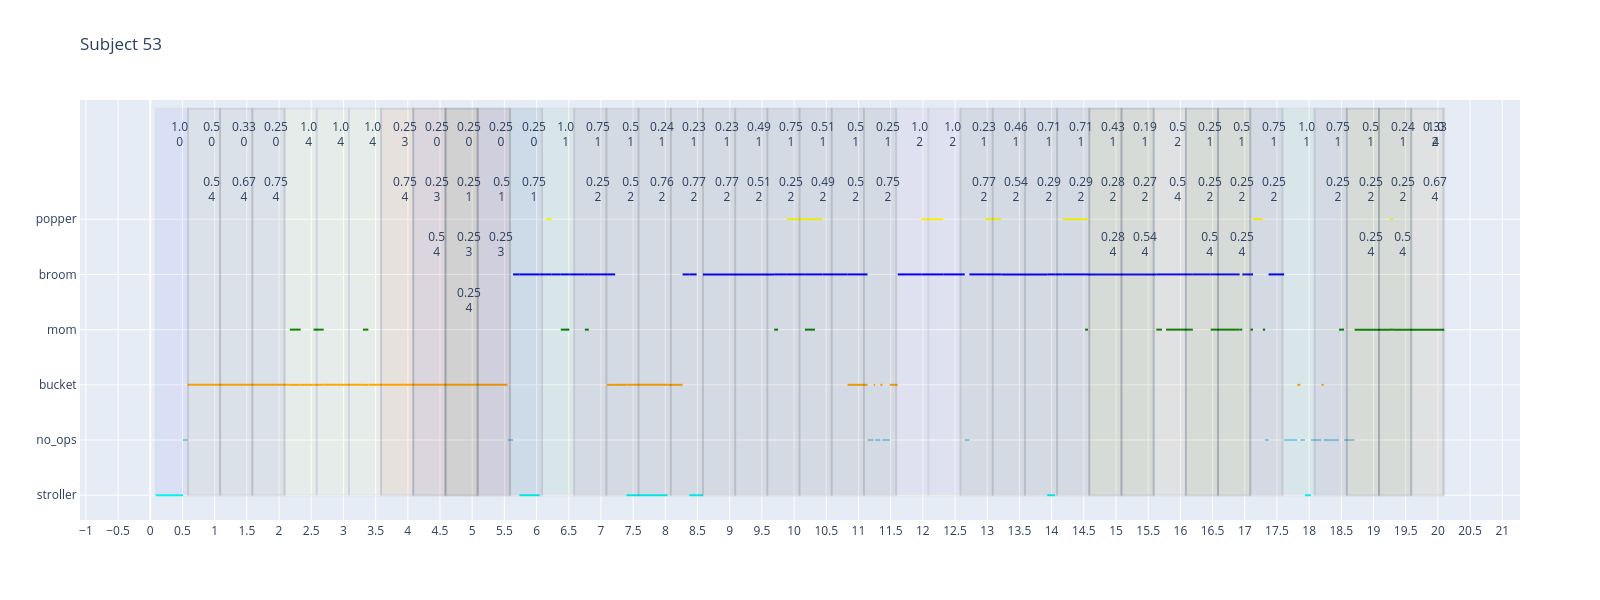 Subject 53
1.0 0.5 0.33 0.25 1.0 1.0 1.0 0.25 0.25 0.25 0.25 0.25 1.0 0.75 0.5 0.24 0.23 0.23 0.49 0.75 0.51 0.5 0.25 1.0 1.0 0.23 0.46 0.71 0.71 0.43 0.19 0.5 0.25 0.5 0.75 1.0 0.75 0.5 0.24
0 0 0 0 4 4 4 3 0 0 0 0 1 1 1 1 1 1 1 1 1 1 1 2 2 1 1 1 1 1 1 2 1 1 1 1 1 1 1
0.5 0.67 0.75 0.75 0.25 0.25 0.5 0.75 0.25 0.5 0.76 0.77 0.77 0.51 0.25 0.49 0.5 0.75 0.77 0.54 0.29 0.29 0.28 0.27 0.5 0.25 0.25 0.25 0.25 0.25 0.25 0.67
4 4 4 4 3 1 1 1 2 2 2 2 2 2 2 2 2 2 2 2 2 2 2 2 4 2 2 2 2 2 2 4
popper
0.5 0.25 0.25 0.28 0.54 0.5 0.25 0.25 0.5
4 3 3 4 4 4 4 4 4
broom
0.25
4
mom
bucket
no_ops
stroller
−1 −0.5 0 0.5 1 1.5 2 2.5 3 3.5 4 4.5 5 5.5 6 6.5 7 7.5 8 8.5 9 9.5 10 10.5 11 11.5 12 12.5 13 13.5 14 14.5 15 15.5 16 16.5 17 17.5 18 18.5 19 19.5 20 20.5 21